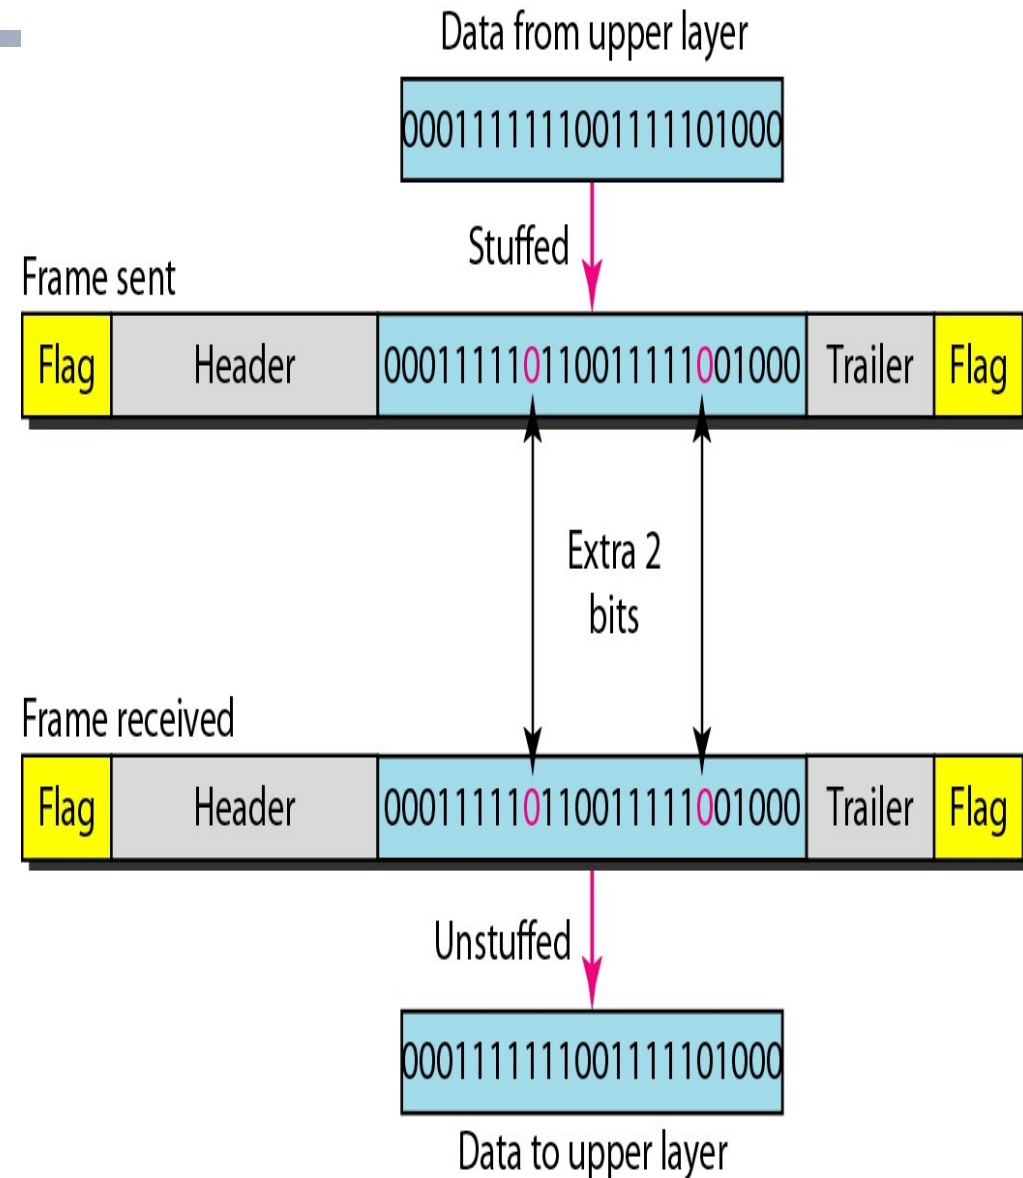 Data from upper layer
0001111111001111101000
Stuffed
Frame sent
Flag Header 000111110110011111001000 Trailer Flag
Extra 2
bits
Frame received
Flag Header 000111110110011111001000 Trailer Flag
Unstuffed
0001111111001111101000
Data to upper layer